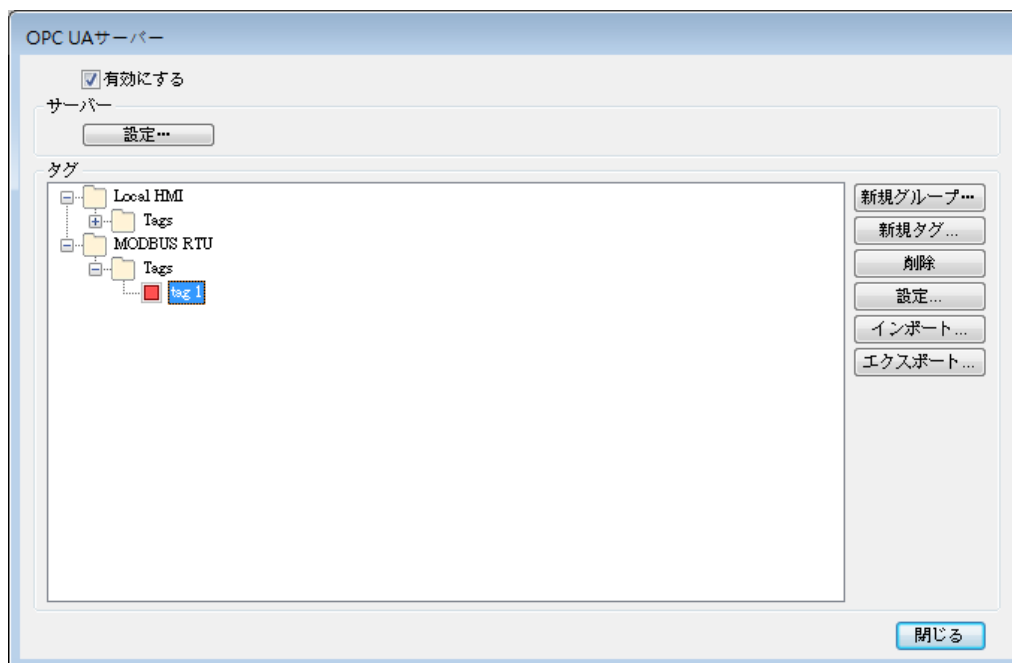 OPC UAサーバー
有効にする
サーバー
設定…
タグ
Local HMI
Tags
MODBUS RTU
Tags
tag 1
新規グループ…
新規タグ...
削除
設定...
インポート...
エクスポート...
閉じる